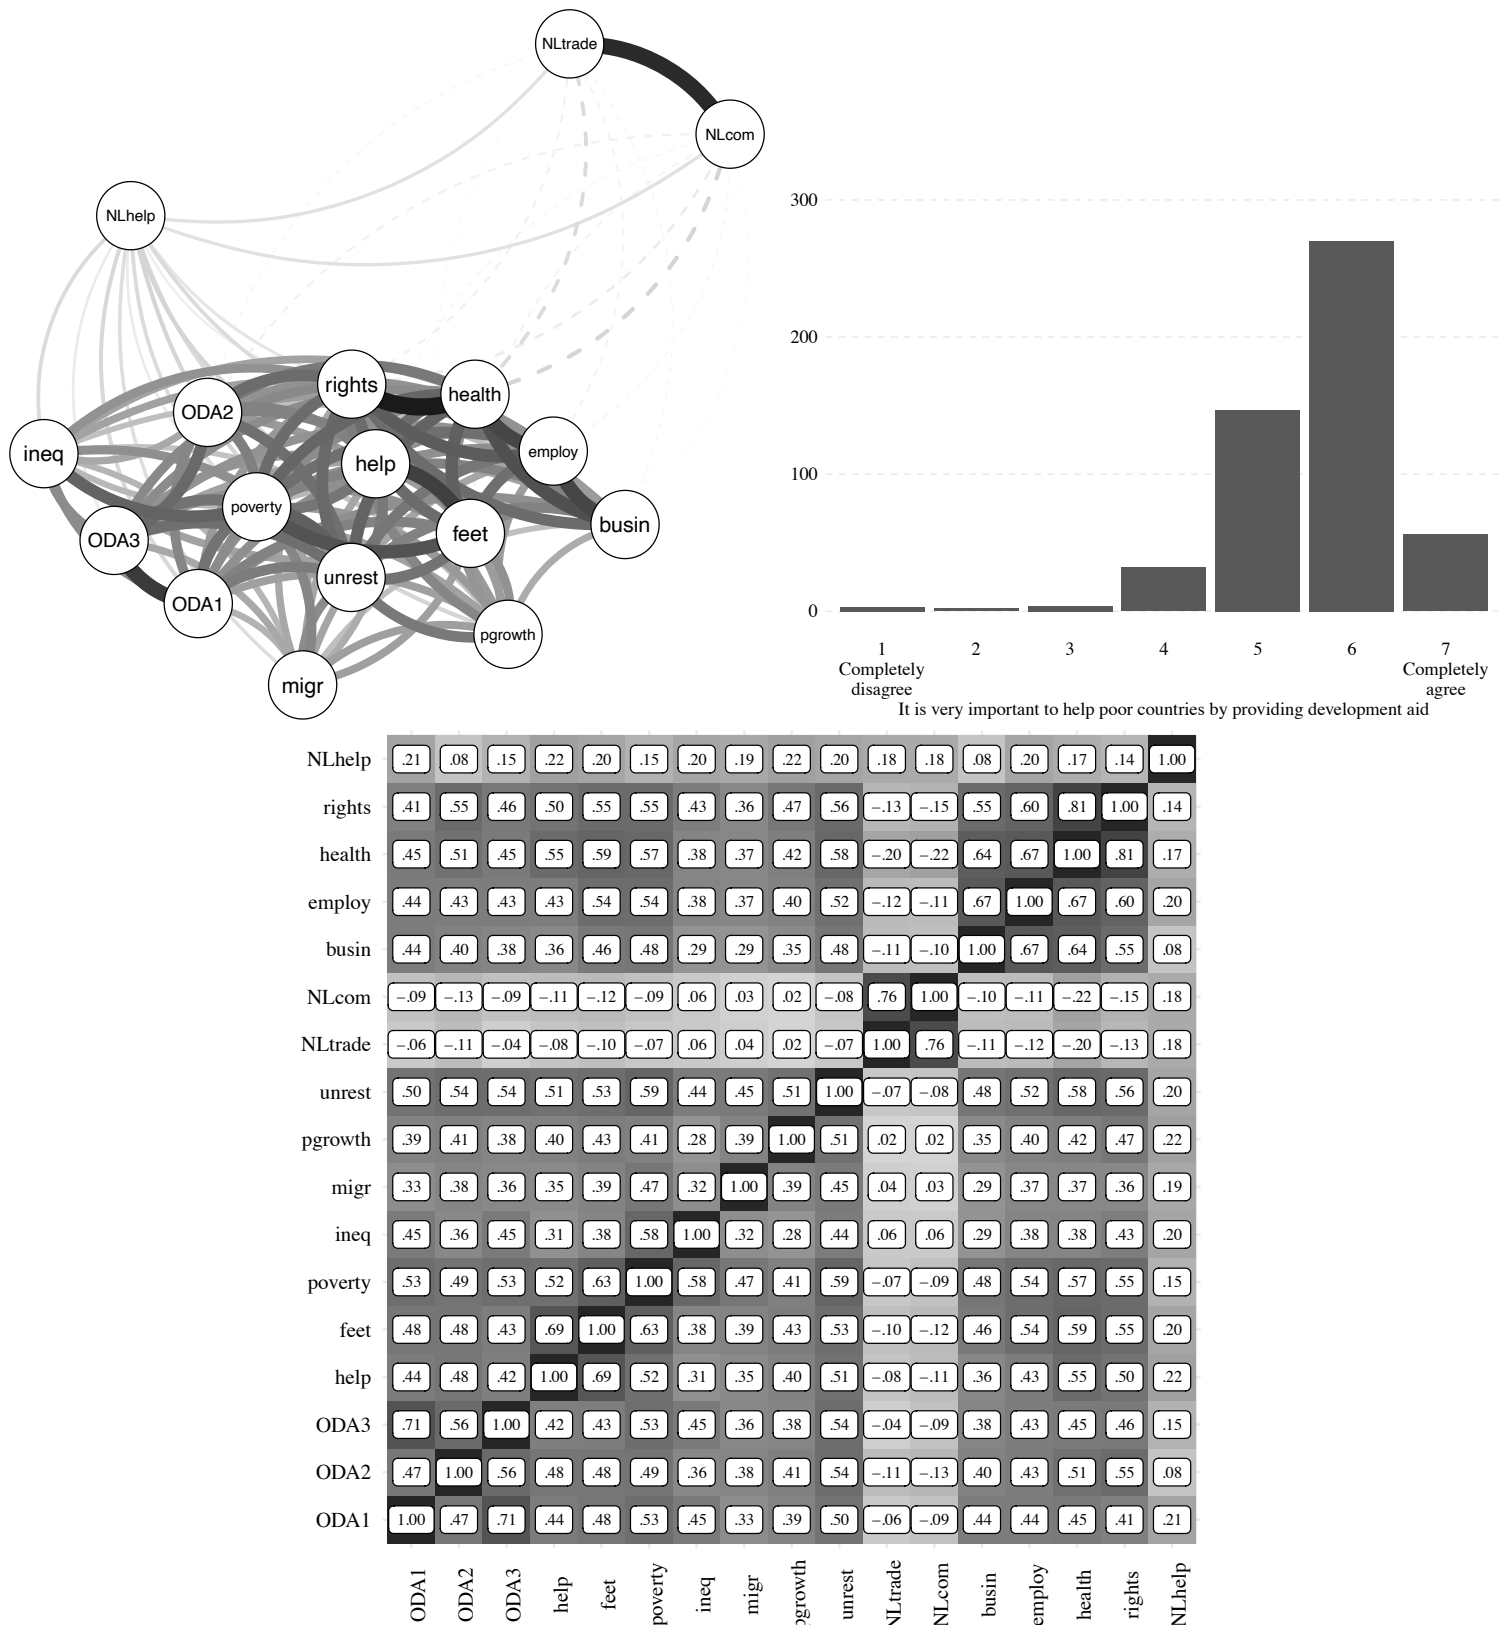 NLtrade
NLcom
NLhelp
rights
health
ODA2
ineq
help
employ
poverty
busin
ODA3
feet
unrest
ODA1
pgrowth
migr
300
200
100
0
1 2 3 4 5 6 7
Completely Completely
disagree agree
It is very important to help poor countries by providing development aid
NLhelp .21 .08 .15 .22 .20 .15 .20 .19 .22 .20 .18 .18 .08 .20 .17 .14 1.00
rights .41 .55 .46 .50 .55 .55 .43 .36 .47 .56 −.13 −.15 .55 .60 .81 1.00 .14
health .45 .51 .45 .55 .59 .57 .38 .37 .42 .58 −.20 −.22 .64 .67 1.00 .81 .17
employ .44 .43 .43 .43 .54 .54 .38 .37 .40 .52 −.12 −.11 .67 1.00 .67 .60 .20
busin .44 .40 .38 .36 .46 .48 .29 .29 .35 .48 −.11 −.10 1.00 .67 .64 .55 .08
NLcom −.09 −.13 −.09 −.11 −.12 −.09 .06 .03 .02 −.08 .76 1.00 −.10 −.11 −.22 −.15 .18
NLtrade −.06 −.11 −.04 −.08 −.10 −.07 .06 .04 .02 −.07 1.00 .76 −.11 −.12 −.20 −.13 .18
unrest .50 .54 .54 .51 .53 .59 .44 .45 .51 1.00 −.07 −.08 .48 .52 .58 .56 .20
pgrowth .39 .41 .38 .40 .43 .41 .28 .39 1.00 .51 .02 .02 .35 .40 .42 .47 .22
migr .33 .38 .36 .35 .39 .47 .32 1.00 .39 .45 .04 .03 .29 .37 .37 .36 .19
ineq .45 .36 .45 .31 .38 .58 1.00 .32 .28 .44 .06 .06 .29 .38 .38 .43 .20
poverty .53 .49 .53 .52 .63 1.00 .58 .47 .41 .59 −.07 −.09 .48 .54 .57 .55 .15
feet .48 .48 .43 .69 1.00 .63 .38 .39 .43 .53 −.10 −.12 .46 .54 .59 .55 .20
help .44 .48 .42 1.00 .69 .52 .31 .35 .40 .51 −.08 −.11 .36 .43 .55 .50 .22
ODA3 .71 .56 1.00 .42 .43 .53 .45 .36 .38 .54 −.04 −.09 .38 .43 .45 .46 .15
ODA2 .47 1.00 .56 .48 .48 .49 .36 .38 .41 .54 −.11 −.13 .40 .43 .51 .55 .08
ODA1 1.00 .47 .71 .44 .48 .53 .45 .33 .39 .50 −.06 −.09 .44 .44 .45 .41 .21
ODA1 ODA2 ODA3 help feet poverty ineq migr pgrowth unrest NLtrade NLcom busin employ health rights NLhelp